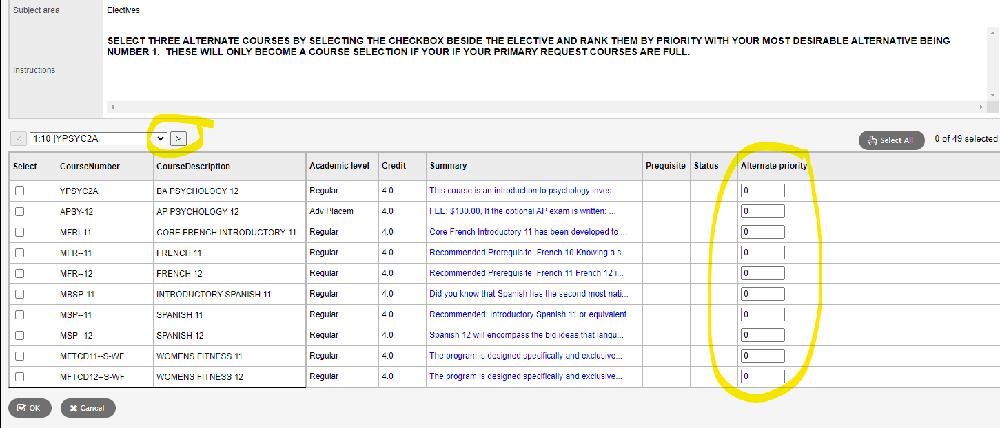 Subject area Electives
SELECT THREE ALTERNATE COURSES BY SELECTING THE CHECKBOX BESIDE THE ELECTIVE AND RANK THEM BY PRIORITY WITH YOUR MOST DESIRABLE ALTERNATIVE BEING
NUMBER 1.  THESE WILL ONLY BECOME A COURSE SELECTION IF YOUR IF YOUR PRIMARY REQUEST COURSES ARE FULL.
Instructions
< 1:10 |YPSYC2A > Select All 0 of 49 selected
Select CourseNumber CourseDescription Academic level Credit Summary Prequisite Status Alternate priority
YPSYC2A BA PSYCHOLOGY 12 Regular 4.0 This course is an introduction to psychology inves... 0
APSY-12 AP PSYCHOLOGY 12 Adv Placem 4.0 FEE: $130.00, If the optional AP exam is written: ... 0
MFRI-11 CORE FRENCH INTRODUCTORY 11 Regular 4.0 Core French Introductory 11 has been developed to ... 0
MFR--11 FRENCH 11 Regular 4.0 Recommended Prerequisite: French 10 Knowing a s... 0
MFR--12 FRENCH 12 Regular 4.0 Recommended Prerequisite: French 11 French 12 i... 0
MBSP-11 INTRODUCTORY SPANISH 11 Regular 4.0 Did you know that Spanish has the second most nati... 0
MSP--11 SPANISH 11 Regular 4.0 Recommended: Introductory Spanish 11 or equivalent... 0
MSP--12 SPANISH 12 Regular 4.0 Spanish 12 will encompass the big ideas that langu... 0
MFTCD11--S-WF WOMENS FITNESS 11 Regular 4.0 The program is designed specifically and exclusive... 0
MFTCD12--S-WF WOMENS FITNESS 12 Regular 4.0 The program is designed specifically and exclusive... 0
OK Cancel